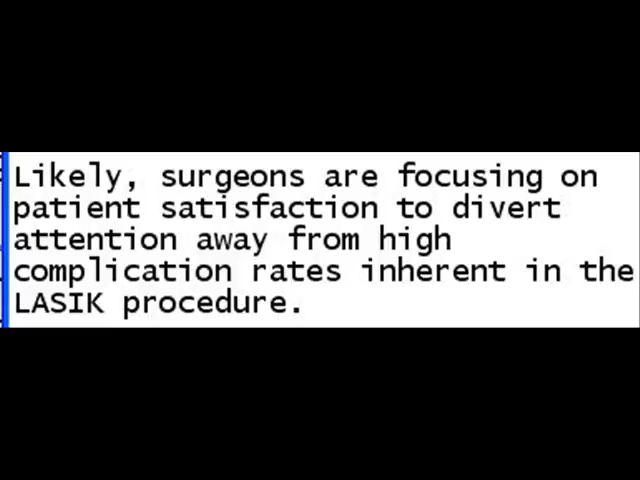 Likely, surgeons are focusing on
patient satisfaction to divert
attention away from high
complication rates inherent in the
LASIK procedure.